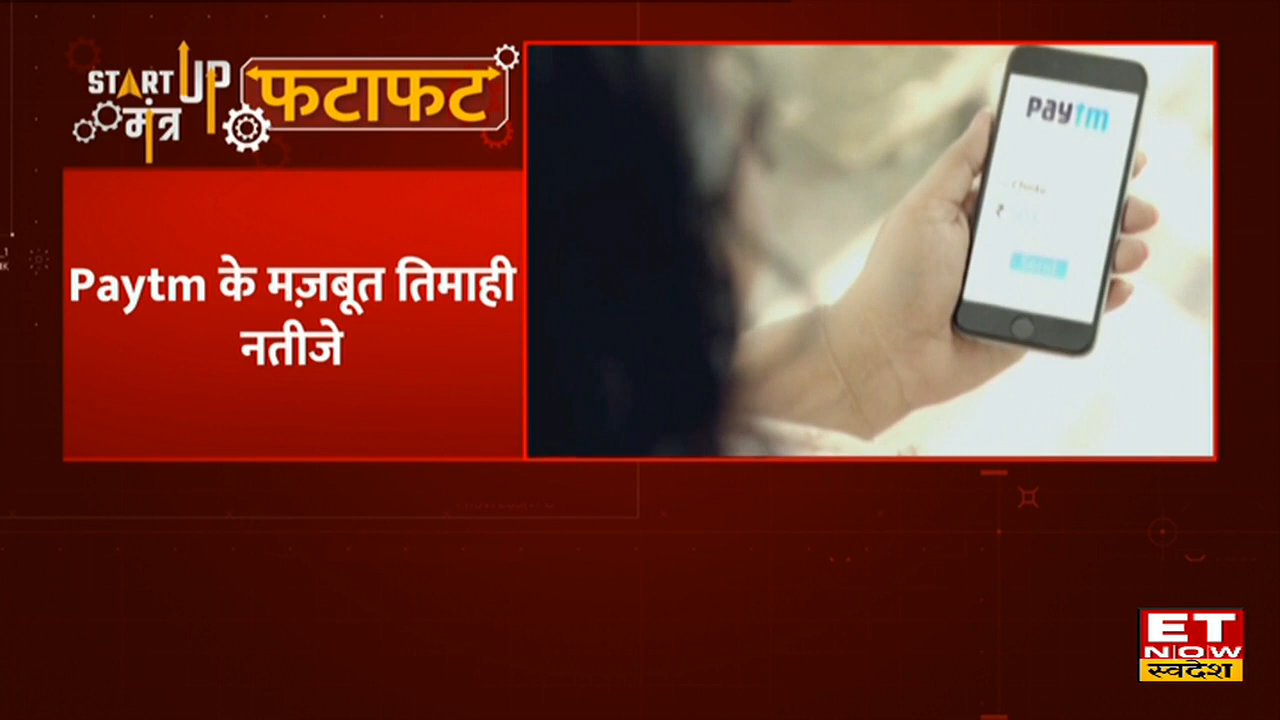 START UP
मंत्र
फटाफट
Paytm के मज़बूत तिमाही
नतीजे
paytm
₹
ET
NOW
स्वदेश